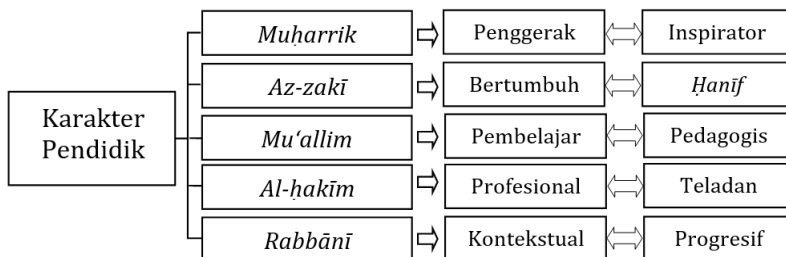 Karakter
Pendidik
Muḥarrik
Penggerak
Inspirator
Az-zakī
Bertumbuh
Ḥanīf
Mu‘allim
Pembelajar
Pedagogis
Al-ḥakīm
Profesional
Teladan
Rabbānī
Kontekstual
Progresif